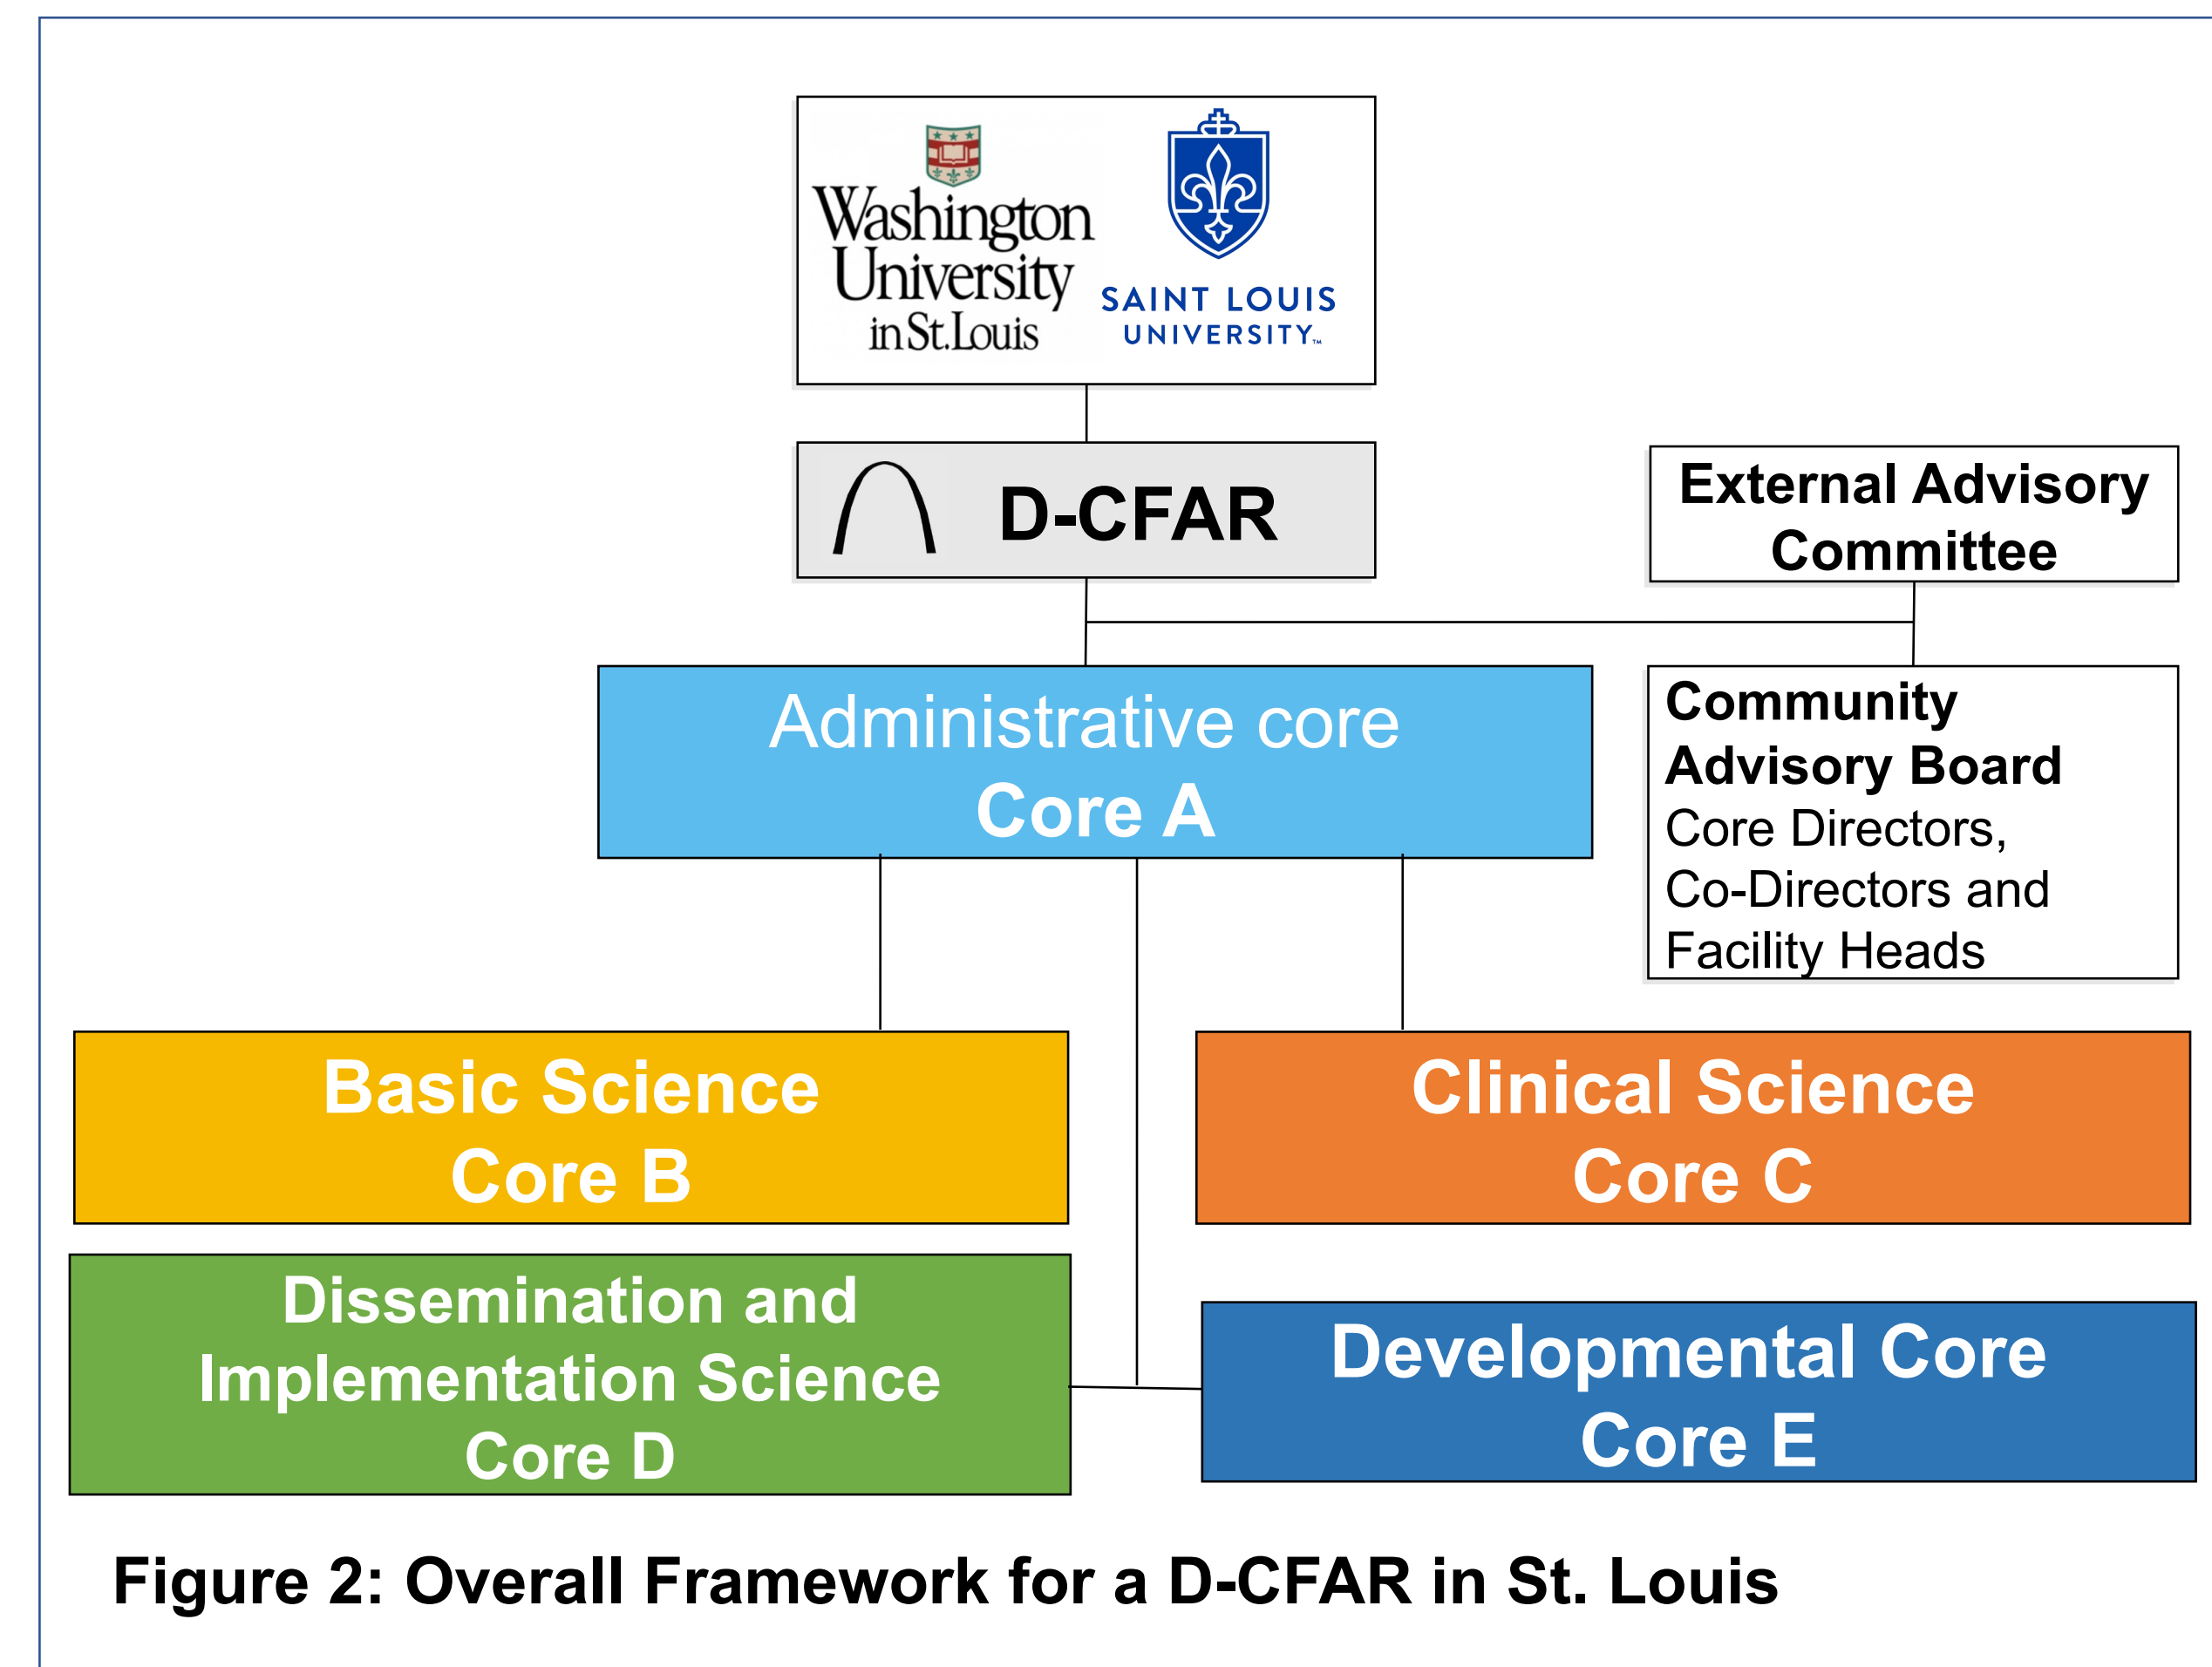 Washington
University
in St.Louis
SAINT LOUIS
UNIVERSITY™
D-CFAR
External Advisory
Committee
Administrative core
Core A
Community
Advisory Board
Core Directors,
Co-Directors and
Facility Heads
Basic Science
Core B
Clinical Science
Core C
Dissemination and
Implementation Science
Core D
Developmental Core
Core E
Figure 2: Overall Framework for a D-CFAR in St. Louis